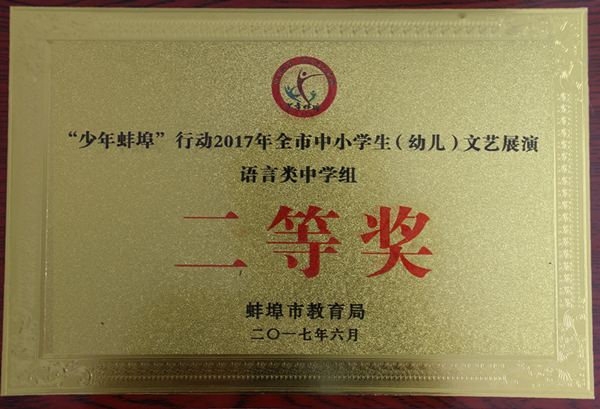 “少年蚌埠”行动2017年全市中小学生(幼儿)文艺展演
语言类中学组
二等奖
蚌埠市教育局
二〇一七年六月